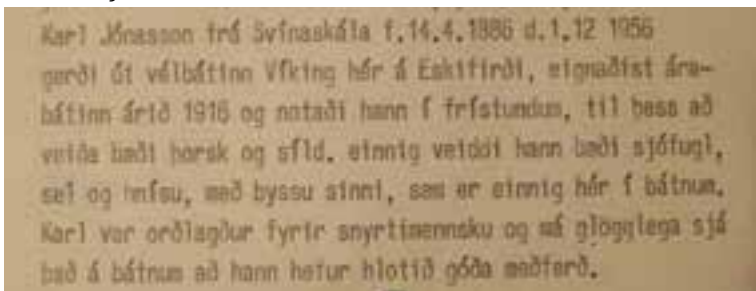 Karl Jónasson frá Svínaskála f.14.4.1886 d.1.12 1956
gerði út vélbátinn Víking hér á Eskifirði, eignaðist ára-
bátinn árið 1916 og notaði hann í frístundum, til þess að
veiða bæði þorsk og síld, einnig veiddi hann bæði sjófugl,
sel og hnísu, með byssu sinni, sem er einnig hér í bátnum.
Karl var orðlagður fyrir snyrtimennsku og má glögglega sjá
það á bátnum að hann hefur hlotið góða meðferð.